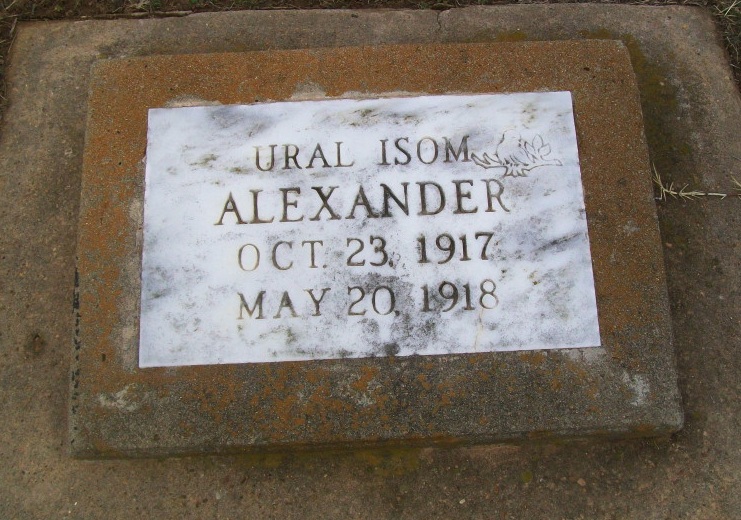 URAL ISOM
ALEXANDER
OCT. 23, 1917
MAY 20, 1918